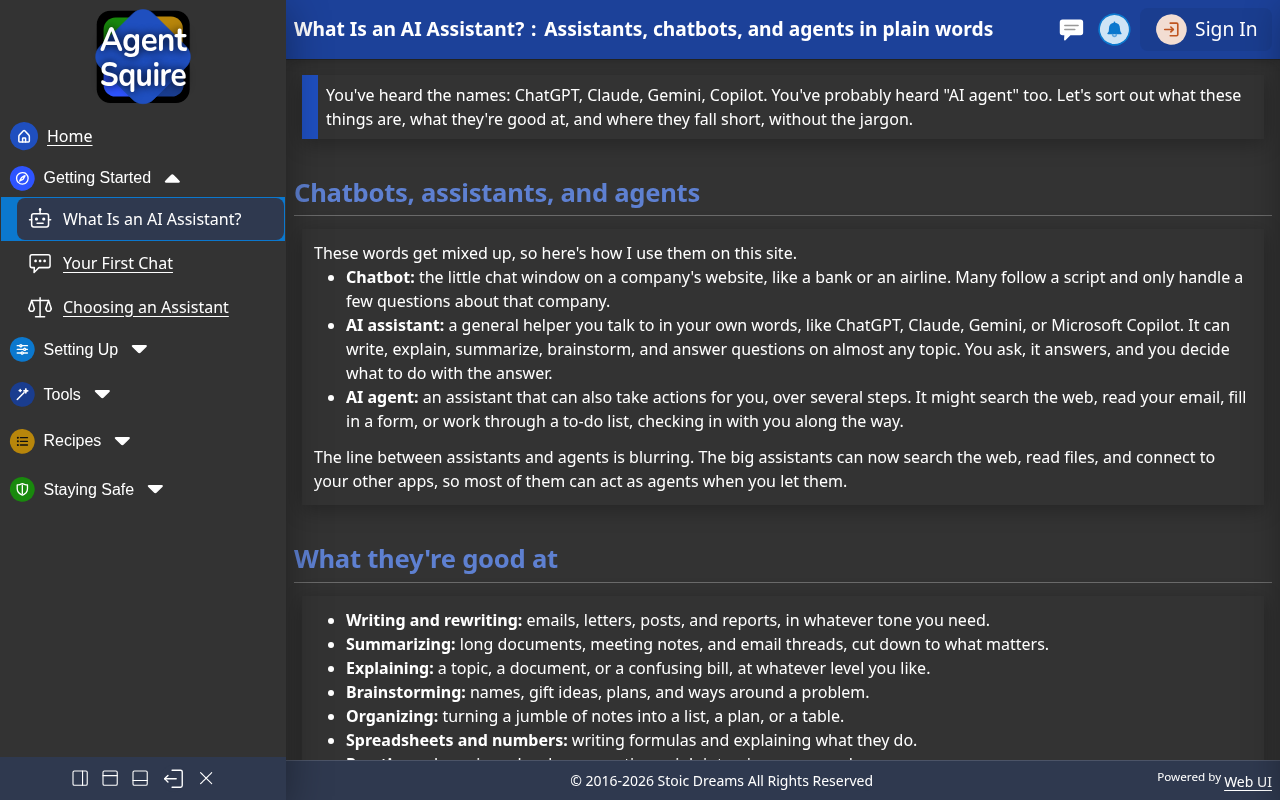 Agent
Squire
Home
Getting Started
What Is an AI Assistant?
Your First Chat
Choosing an Assistant
Setting Up
Tools
Recipes
Staying Safe
What Is an AI Assistant? : Assistants, chatbots, and agents in plain words
Sign In
You've heard the names: ChatGPT, Claude, Gemini, Copilot. You've probably heard "AI agent" too. Let's sort out what these
things are, what they're good at, and where they fall short, without the jargon.
Chatbots, assistants, and agents
These words get mixed up, so here's how I use them on this site.
Chatbot: the little chat window on a company's website, like a bank or an airline. Many follow a script and only handle a
few questions about that company.
AI assistant: a general helper you talk to in your own words, like ChatGPT, Claude, Gemini, or Microsoft Copilot. It can
write, explain, summarize, brainstorm, and answer questions on almost any topic. You ask, it answers, and you decide
what to do with the answer.
AI agent: an assistant that can also take actions for you, over several steps. It might search the web, read your email, fill
in a form, or work through a to-do list, checking in with you along the way.
The line between assistants and agents is blurring. The big assistants can now search the web, read files, and connect to
your other apps, so most of them can act as agents when you let them.
What they're good at
Writing and rewriting: emails, letters, posts, and reports, in whatever tone you need.
Summarizing: long documents, meeting notes, and email threads, cut down to what matters.
Explaining: a topic, a document, or a confusing bill, at whatever level you like.
Brainstorming: names, gift ideas, plans, and ways around a problem.
Organizing: turning a jumble of notes into a list, a plan, or a table.
Spreadsheets and numbers: writing formulas and explaining what they do.
© 2016-2026 Stoic Dreams All Rights Reserved
Powered by Web UI